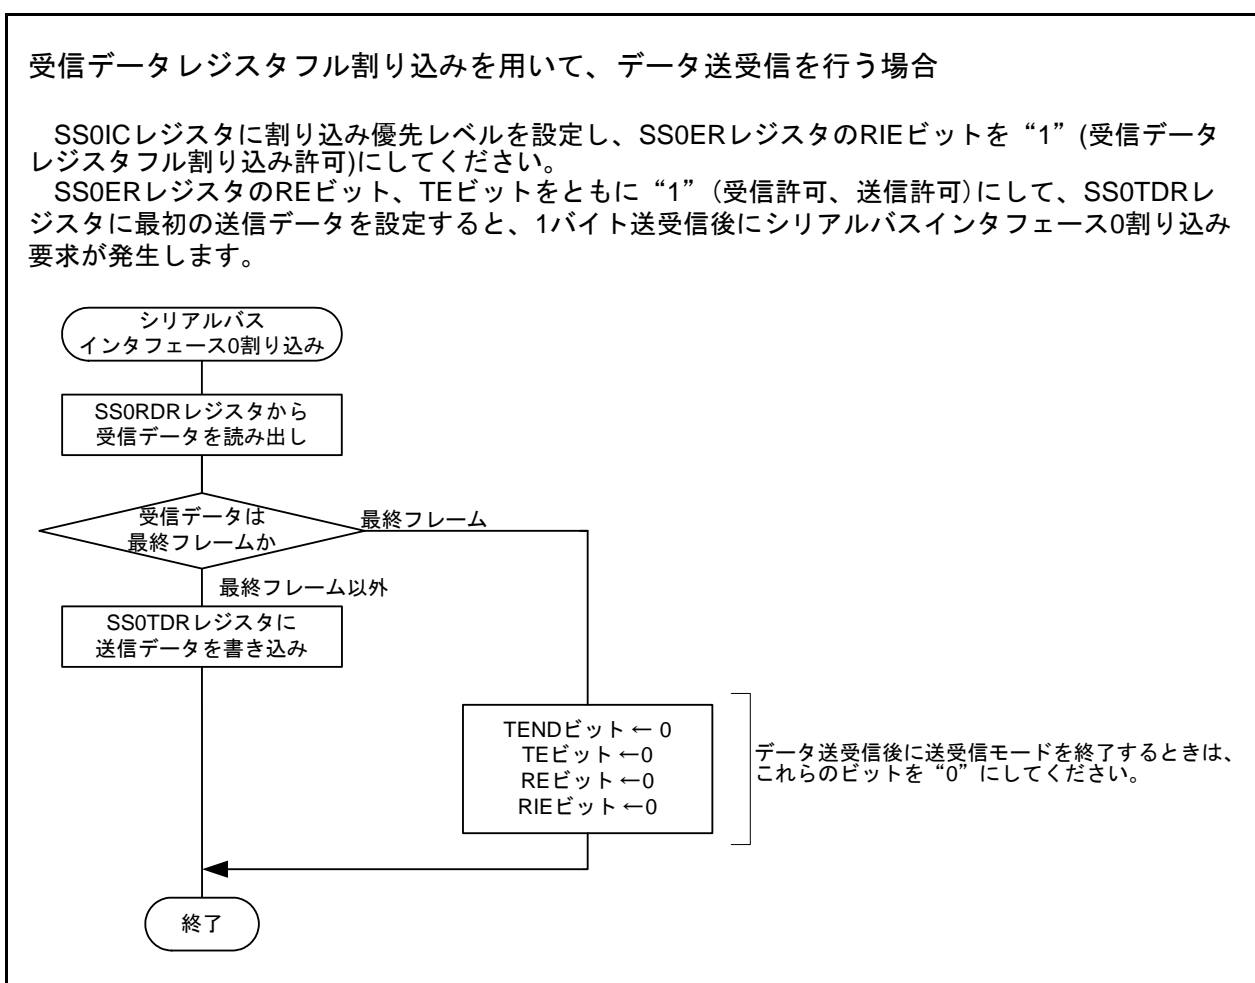 受信データレジスタフル割り込みを用いて、データ送受信を行う場合
SS0ICレジスタに割り込み優先レベルを設定し、SS0ERレジスタのRIEビットを“1”(受信データ
レジスタフル割り込み許可)にしてください。
SS0ERレジスタのREビット、TEビットをともに“1”(受信許可、送信許可)にして、SS0TDRレ
ジスタに最初の送信データを設定すると、1バイト送受信後にシリアルバスインタフェース0割り込み
要求が発生します。
シリアルバス
インタフェース0割り込み
SS0RDRレジスタから
受信データを読み出し
受信データは
最終フレームか
最終フレーム
最終フレーム以外
SS0TDRレジスタに
送信データを書き込み
TENDビット ← 0
TEビット ←0
REビット ←0
RIEビット ←0
データ送受信後に送受信モードを終了するときは、
これらのビットを“0”にしてください。
終了